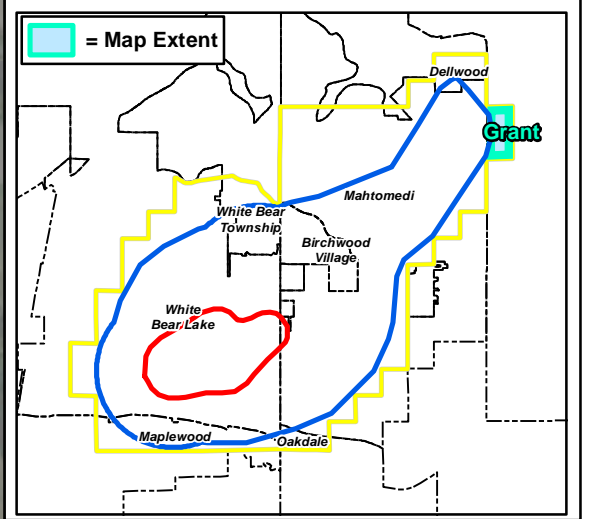 = Map Extent
Dellwood
Grant
Mahtomedi
White Bear
Township
Birchwood
Village
White
Bear Lake
Maplewood
Oakdale